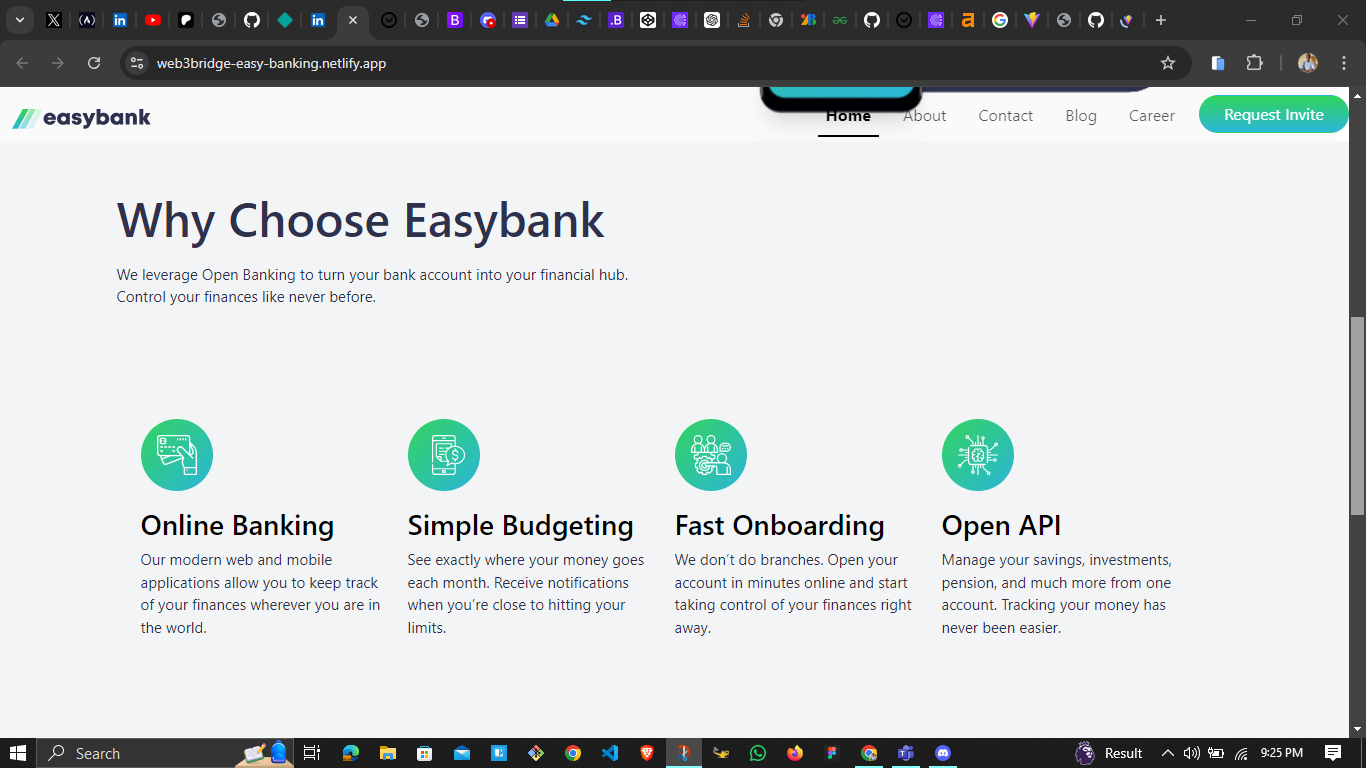 web3bridge-easy-banking.netlify.app
easybank
Home About Contact Blog Career Request Invite
Why Choose Easybank
We leverage Open Banking to turn your bank account into your financial hub.
Control your finances like never before.
Online Banking
Our modern web and mobile
applications allow you to keep track
of your finances wherever you are in
the world.
Simple Budgeting
See exactly where your money goes
each month. Receive notifications
when you’re close to hitting your
limits.
Fast Onboarding
We don’t do branches. Open your
account in minutes online and start
taking control of your finances right
away.
Open API
Manage your savings, investments,
pension, and much more from one
account. Tracking your money has
never been easier.
Search Result 9:25 PM